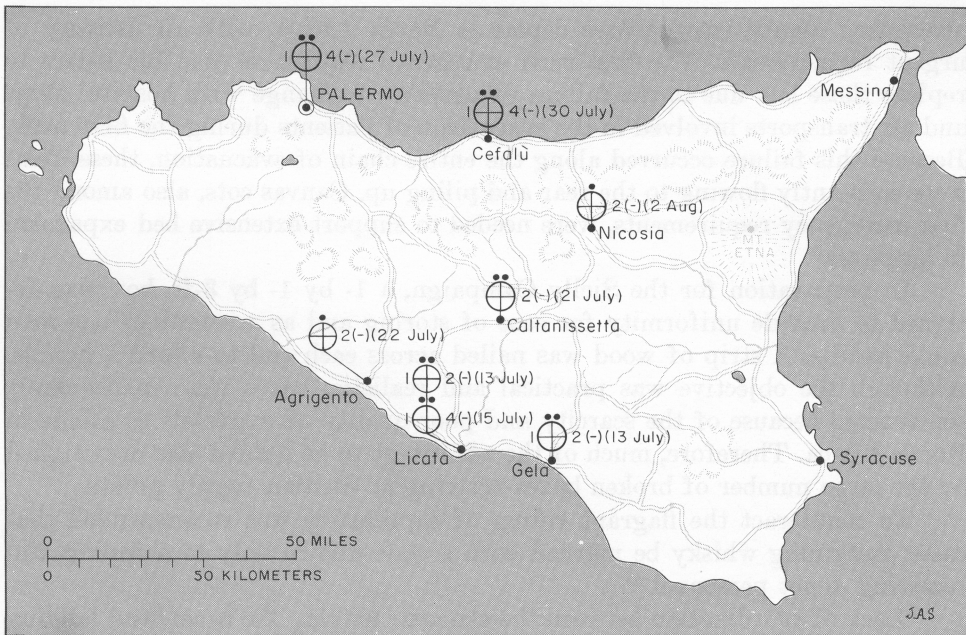 1 4(-)(27 July)
PALERMO
1 4(-)(30 July)
Cefalù
Messina
2(-)(2 Aug)
Nicosia
MT.
ETNA
2(-)(21 July)
Caltanissetta
2(-)(22 July)
1 2(-)(13 July)
Agrigento
1 4(-)(15 July)
1 2(-)(13 July)
Licata
Gela
Syracuse
0 50 MILES
0 50 KILOMETERS
J.A.S